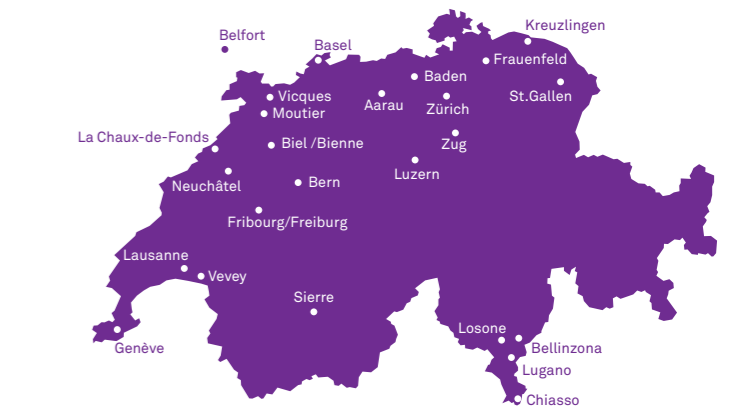 Kreuzlingen
Belfort
Basel
Frauenfeld
Baden
Vicques
St.Gallen
Aarau
Zürich
Moutier
La Chaux-de-Fonds
Biel /Bienne
Zug
Luzern
Neuchâtel
Bern
Fribourg/Freiburg
Lausanne
Vevey
Sierre
Losone
Genève
Bellinzona
Lugano
Chiasso